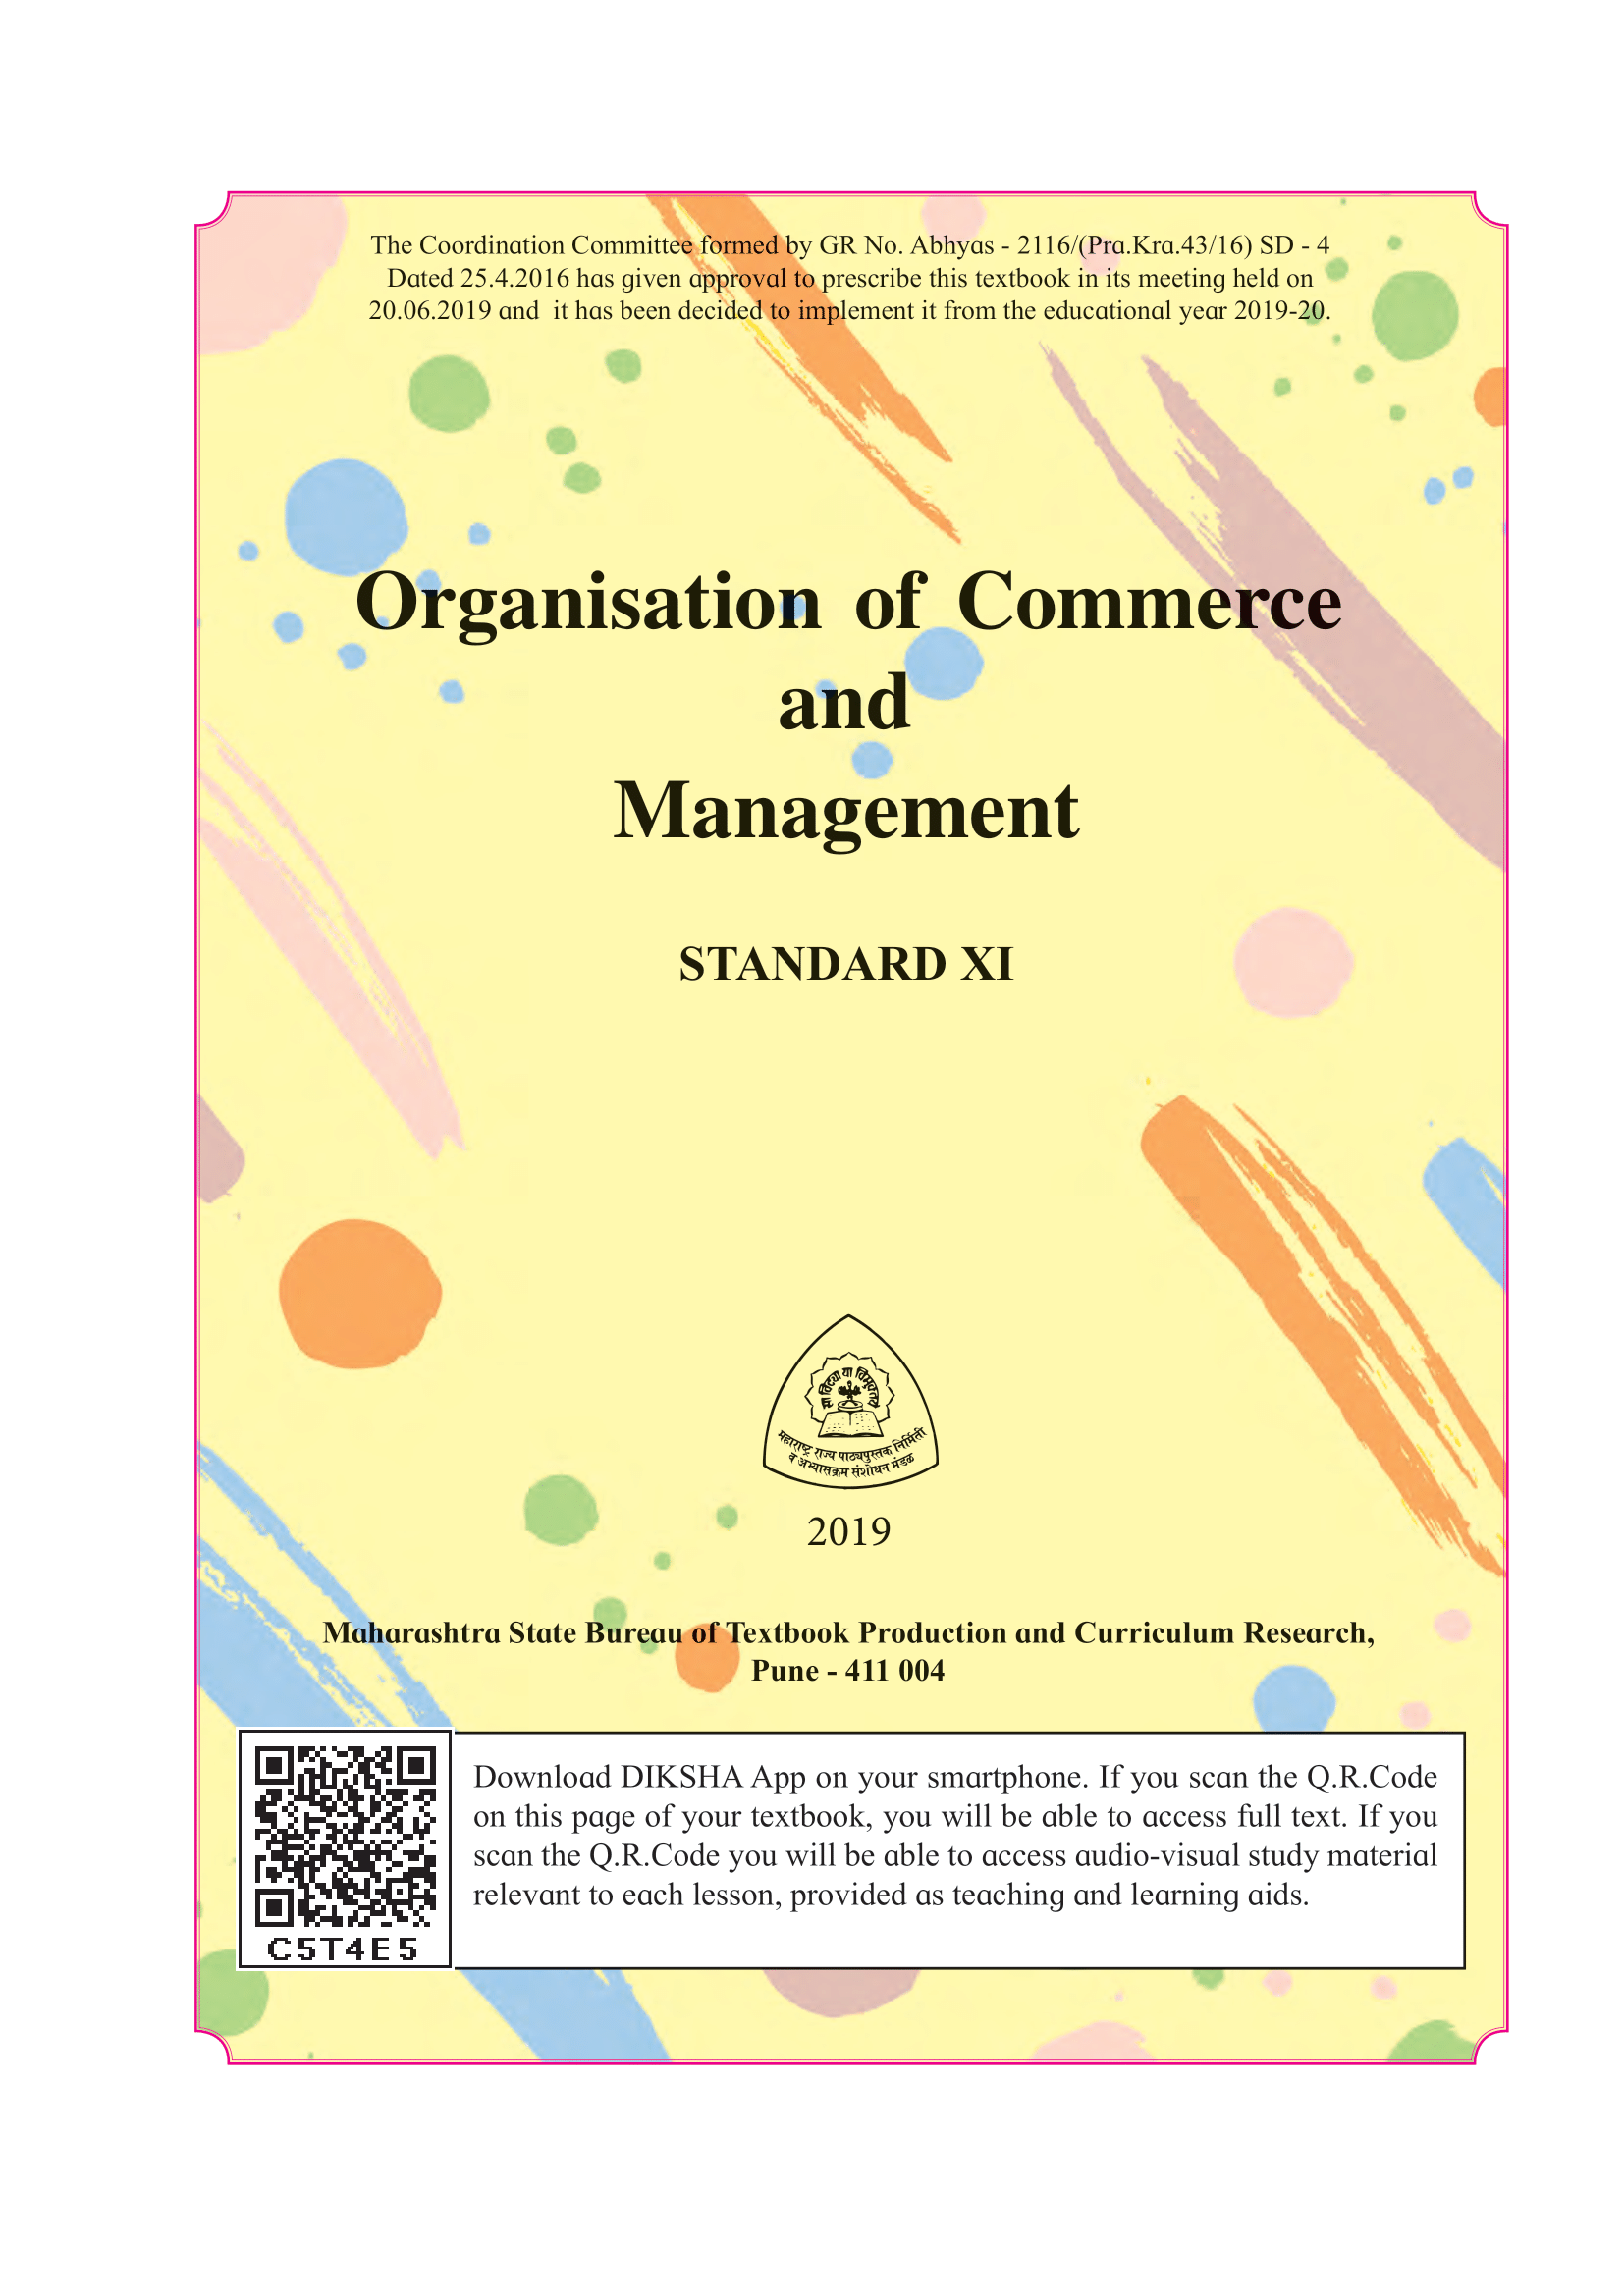 The Coordination Committee formed by GR No. Abhyas - 2116/(Pra.Kra.43/16) SD - 4
Dated 25.4.2016 has given approval to prescribe this textbook in its meeting held on
20.06.2019 and it has been decided to implement it from the educational year 2019-20.
Organisation of Commerce
and
Management
STANDARD XI
सा विद्या या विमुक्तये
महाराष्ट्र राज्य पाठ्यपुस्तक निर्मिती
व अभ्यासक्रम संशोधन मंडळ
2019
Maharashtra State Bureau of Textbook Production and Curriculum Research,
Pune - 411 004
Download DIKSHA App on your smartphone. If you scan the Q.R.Code
on this page of your textbook, you will be able to access full text. If you
scan the Q.R.Code you will be able to access audio-visual study material
relevant to each lesson, provided as teaching and learning aids.
C5T4E5